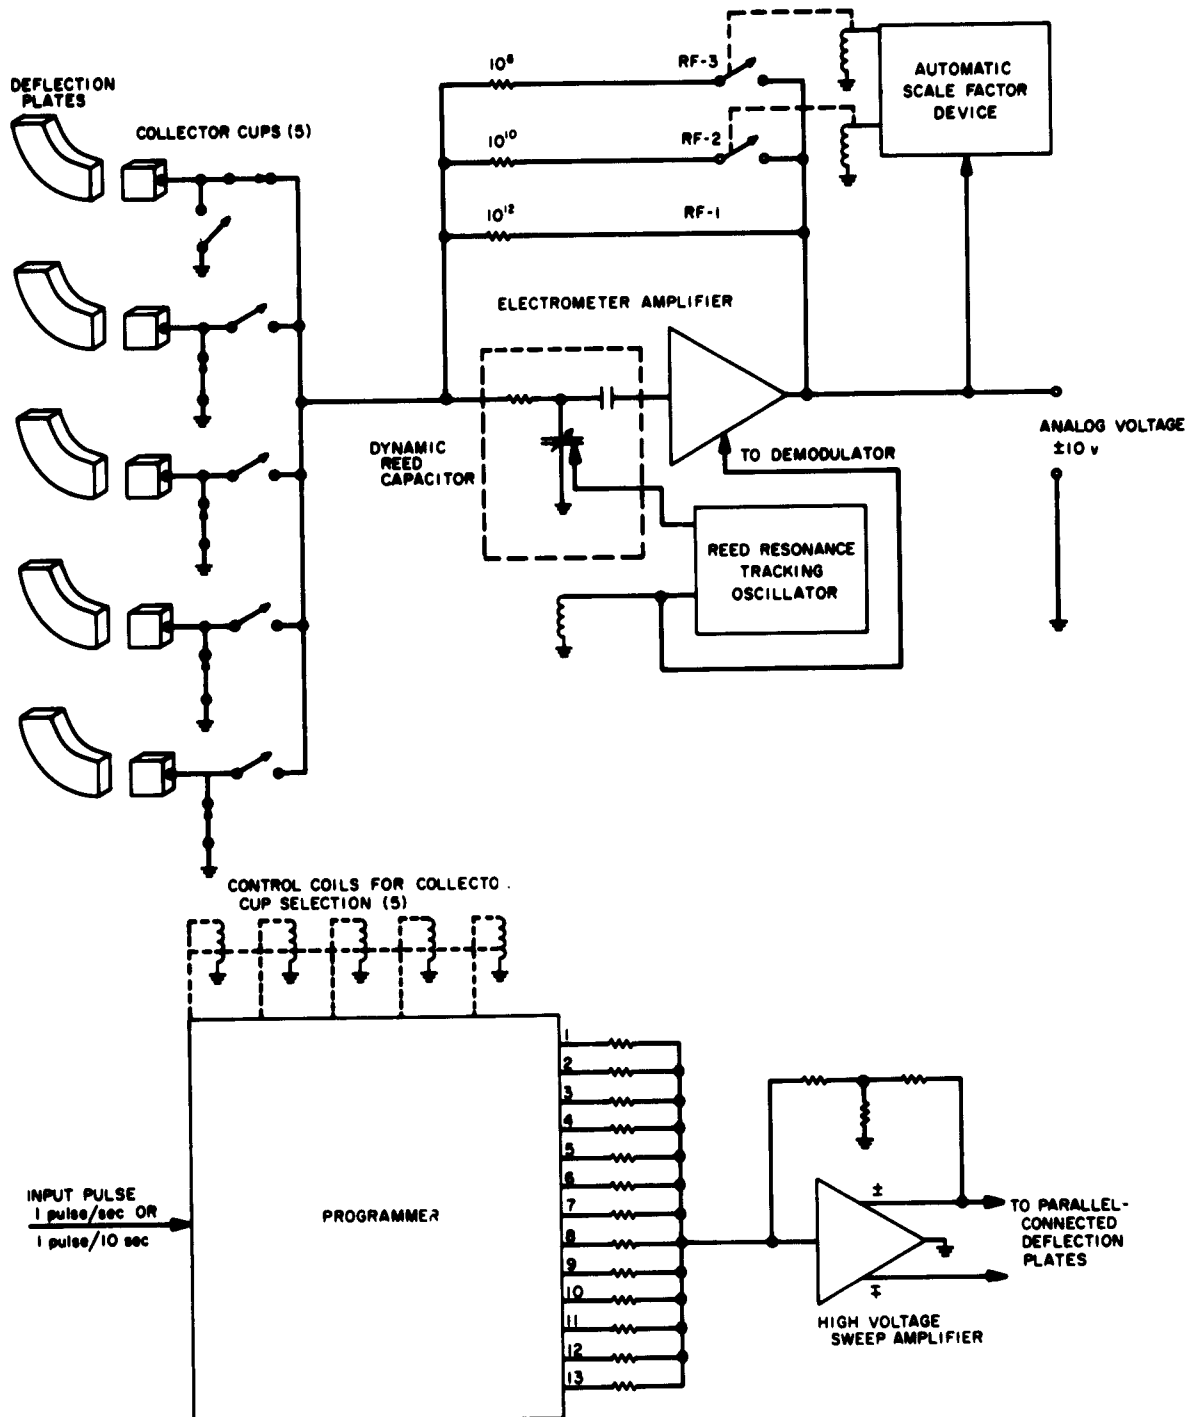 DEFLECTION
PLATES
COLLECTOR CUPS (5)
10⁸
RF-3
10¹⁰
RF-2
10¹²
RF-1
AUTOMATIC
SCALE FACTOR
DEVICE
ELECTROMETER AMPLIFIER
DYNAMIC
REED
CAPACITOR
TO DEMODULATOR
ANALOG VOLTAGE
±10 v
REED RESONANCE
TRACKING
OSCILLATOR
CONTROL COILS FOR COLLECTO .
CUP SELECTION (5)
1
2
3
4
5
6
7
8
9
10
11
12
13
INPUT PULSE
1 pulse/sec OR
1 pulse/10 sec
PROGRAMMER
±
∓
TO PARALLEL-
CONNECTED
DEFLECTION
PLATES
HIGH VOLTAGE
SWEEP AMPLIFIER